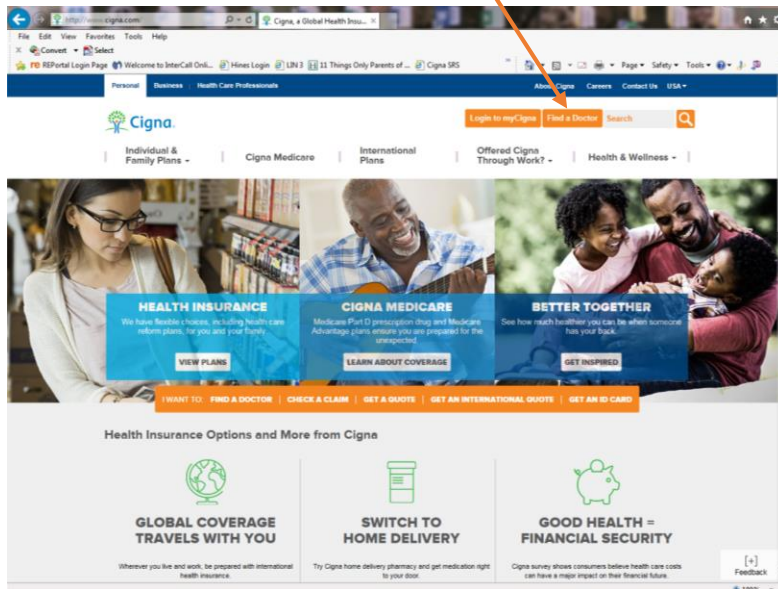 http://www.cigna.com/
Cigna, a Global Health Insu...
File Edit View Favorites Tools Help
Convert Select
REPortal Login Page Welcome to InterCall Onli... Hines Login LIN 3 11 Things Only Parents of ... Cigna SRS
Page Safety Tools
Personal Business Health Care Professionals
About Cigna Careers Contact Us USA
Cigna.
Login to myCigna Find a Doctor Search
Individual & Family Plans
Cigna Medicare
International Plans
Offered Cigna Through Work?
Health & Wellness
HEALTH INSURANCE
We have flexible choices, including health care
reform plans, for you and your family.
VIEW PLANS
CIGNA MEDICARE
Medicare Part D prescription drug and Medicare
Advantage plans ensure you are prepared for the
unexpected.
LEARN ABOUT COVERAGE
BETTER TOGETHER
See how much healthier you can be when someone
has your back.
GET INSPIRED
I WANT TO: FIND A DOCTOR | CHECK A CLAIM | GET A QUOTE | GET AN INTERNATIONAL QUOTE | GET AN ID CARD
Health Insurance Options and More from Cigna
GLOBAL COVERAGE
TRAVELS WITH YOU
Wherever you live and work, be prepared with international
health insurance.
SWITCH TO
HOME DELIVERY
Try Cigna home delivery pharmacy and get medication right
to your door.
GOOD HEALTH =
FINANCIAL SECURITY
Cigna survey shows consumers believe health care costs
can have a major impact on their financial future.
[+]
Feedback